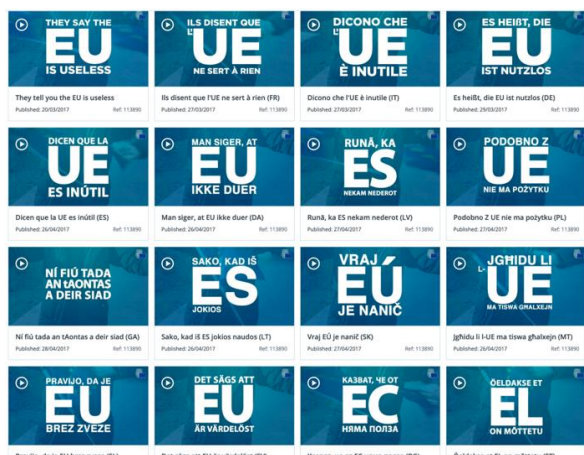 THEY SAY THE
EU
IS USELESS
They tell you the EU is useless
Published: 20/03/2017 Ref: 113890
ILS DISENT QUE
L'UE
NE SERT À RIEN
Ils disent que l'UE ne sert à rien (FR)
Published: 27/03/2017 Ref: 113890
DICONO CHE
L'UE
È INUTILE
Dicono che l'UE è inutile (IT)
Published: 27/03/2017 Ref: 113890
ES HEIßT, DIE
EU
IST NUTZLOS
Es heißt, die EU ist nutzlos (DE)
Published: 29/03/2017 Ref: 113890
DICEN QUE LA
UE
ES INÚTIL
Dicen que la UE es inútil (ES)
Published: 26/04/2017 Ref: 113890
MAN SIGER, AT
EU
IKKE DUER
Man siger, at EU ikke duer (DA)
Published: 26/04/2017 Ref: 113890
RUNĀ, KA
ES
NEKAM NEDEROT
Runā, ka ES nekam nederot (LV)
Published: 27/04/2017 Ref: 113890
PODOBNO Z
UE
NIE MA POŻYTKU
Podobno Z UE nie ma pożytku (PL)
Published: 27/04/2017 Ref: 113890
NÍ FIÚ TADA
AN tAONTAS
A DEIR SIAD
Ní fiú tada an tAontas a deir siad (GA)
Published: 28/04/2017 Ref: 113890
SAKO, KAD IŠ
ES
JOKIOS
Sako, kad iš ES jokios naudos (LT)
Published: 26/04/2017 Ref: 113890
VRAJ
EÚ
JE NANIČ
Vraj EÚ je nanič (SK)
Published: 27/04/2017 Ref: 113890
JGĦIDU LI
L-UE
MA TISWA GĦALXEJN
Jgħidu li l-UE ma tiswa għalxejn (MT)
Published: 26/04/2017 Ref: 113890
PRAVIJO, DA JE
EU
BREZ ZVEZE
DET SÄGS ATT
EU
ÄR VÄRDELÖST
КАЗВАТ, ЧЕ ОТ
ЕС
НЯМА ПОЛЗА
ÖELDAKSE ET
EL
ON MÕTTETU